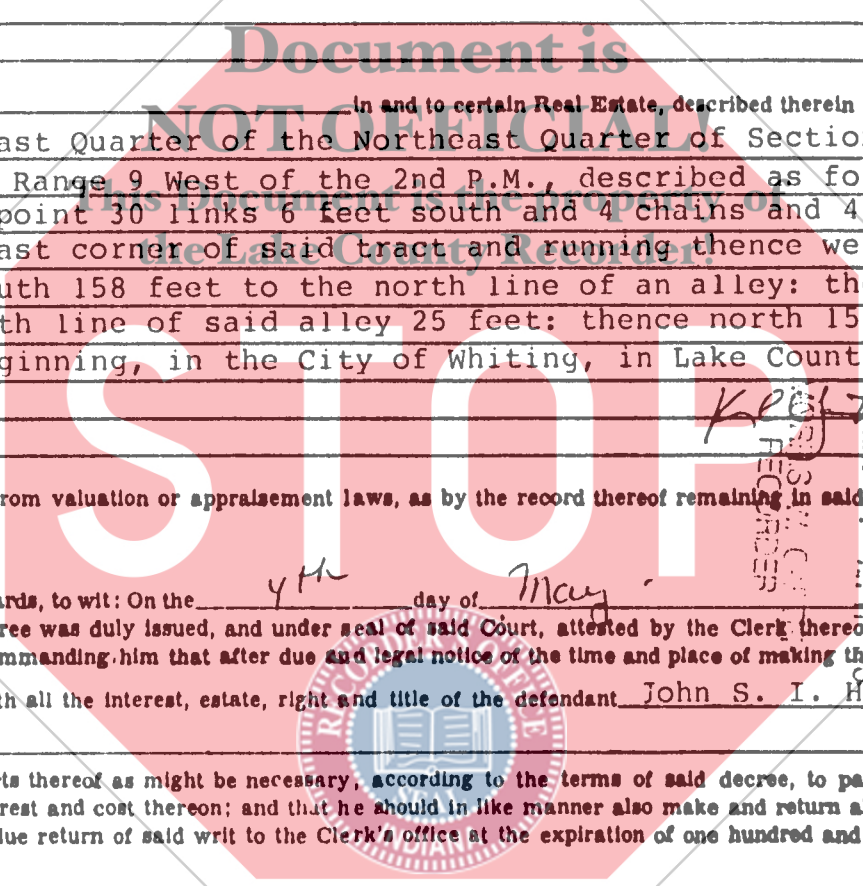 Document is
in and to certain Real Estate, described therein
NOT OFFICIAL!
ast Quarter of the Northeast Quarter of Sectio
Range 9 West of the 2nd P.M., described as fo
This Document is the property of
point 30 links 6 feet south and 4 chains and 4
the Lake County Recorder!
ast corner of said tract and running thence we
uth 158 feet to the north line of an alley: th
th line of said alley 25 feet: thence north 15
ginning, in the City of Whiting, in Lake Count
STOP
RECORDER
rom valuation or appraisement laws, as by the record thereof remaining in said
ards, to wit: On the 4th day of May
ree was duly issued, and under seal of said Court, attested by the Clerk thereo
mmanding him that after due and legal notice of the time and place of making th
th all the interest, estate, right and title of the defendant John S. I. H
RECORDER'S OFFICE
SEAL
INDIANA
rts thereof as might be necessary, according to the terms of said decree, to pa
rest and cost thereon; and that he should in like manner also make and return a
lue return of said writ to the Clerk's office at the expiration of one hundred and